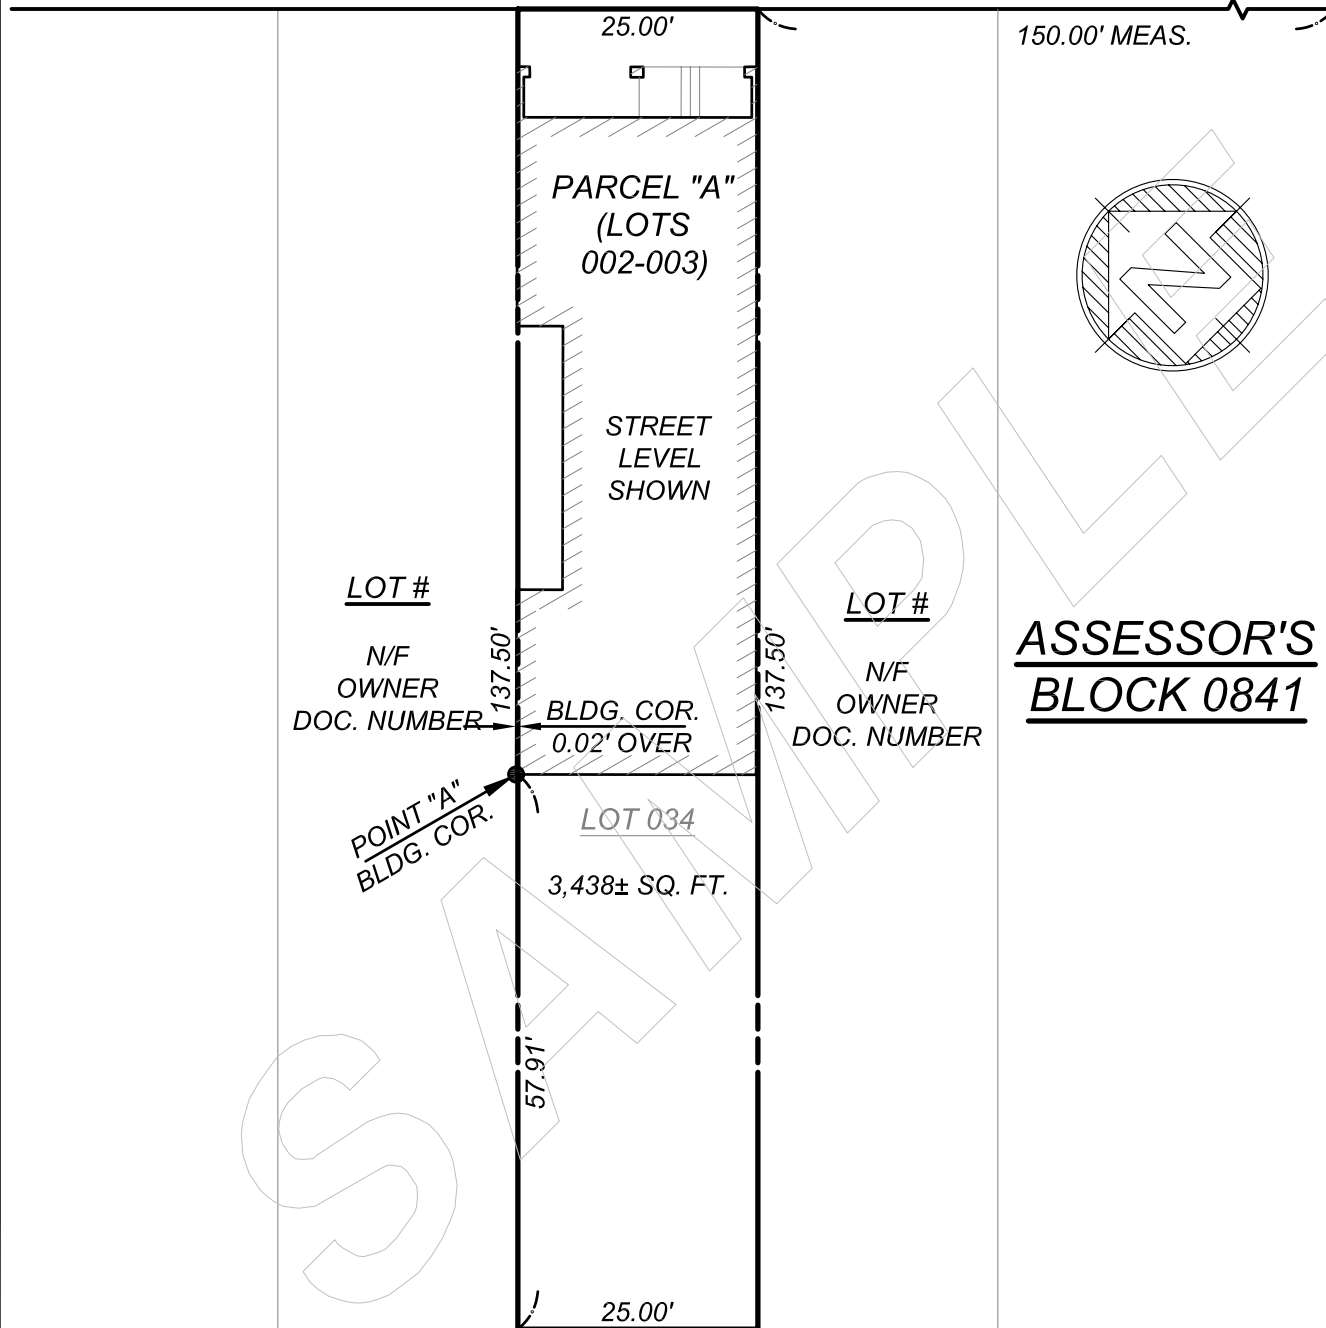 25.00'
150.00' MEAS.
PARCEL "A"
(LOTS
002-003)
N
STREET
LEVEL
SHOWN
LOT #
N/F
OWNER
DOC. NUMBER
137.50'
BLDG. COR.
0.02' OVER
137.50'
LOT #
N/F
OWNER
DOC. NUMBER
ASSESSOR'S
BLOCK 0841
POINT "A"
BLDG. COR.
LOT 034
3,438± SQ. FT.
57.91'
25.00'
SAMPLE